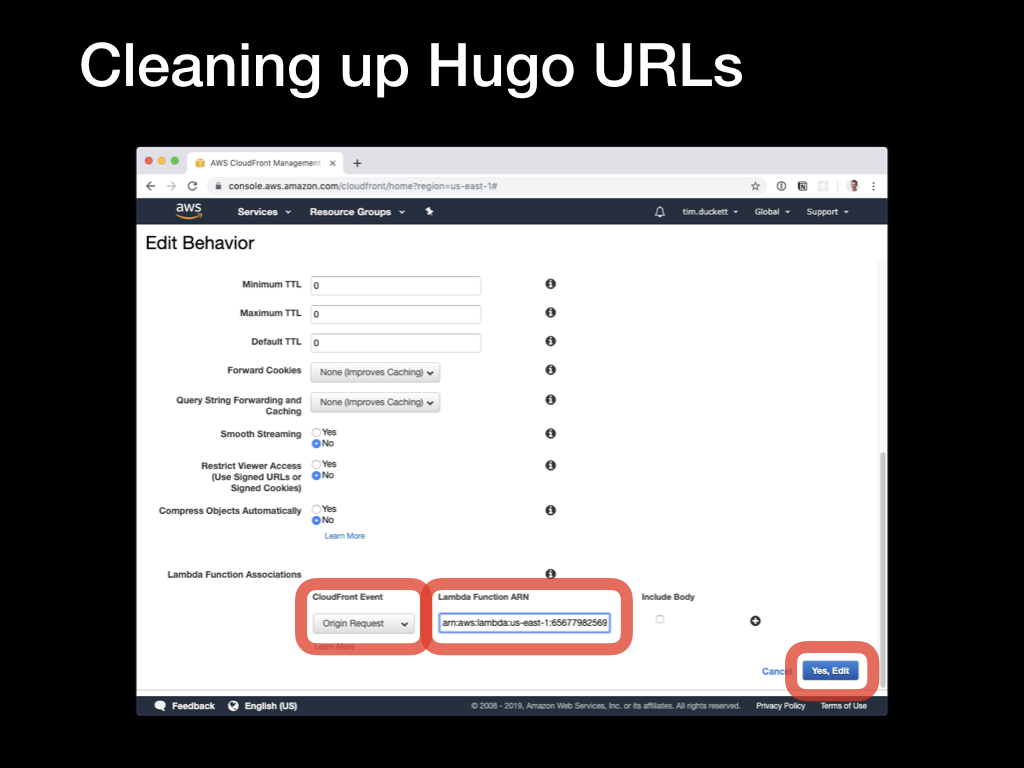 Cleaning up Hugo URLs
AWS CloudFront Management
console.aws.amazon.com/cloudfront/home?region=us-east-1#
aws Services Resource Groups tim.duckett Global Support
Edit Behavior
Minimum TTL 0
Maximum TTL 0
Default TTL 0
Forward Cookies None (Improves Caching)
Query String Forwarding and
Caching None (Improves Caching)
Smooth Streaming Yes
No
Restrict Viewer Access Yes
(Use Signed URLs or No
Signed Cookies)
Compress Objects Automatically Yes
No
Learn More
Lambda Function Associations
CloudFront Event Lambda Function ARN Include Body
Origin Request arn:aws:lambda:us-east-1:65677982569
Learn More
Cancel Yes, Edit
Feedback English (US) © 2008 - 2019, Amazon Web Services, Inc. or its affiliates. All rights reserved. Privacy Policy Terms of Use